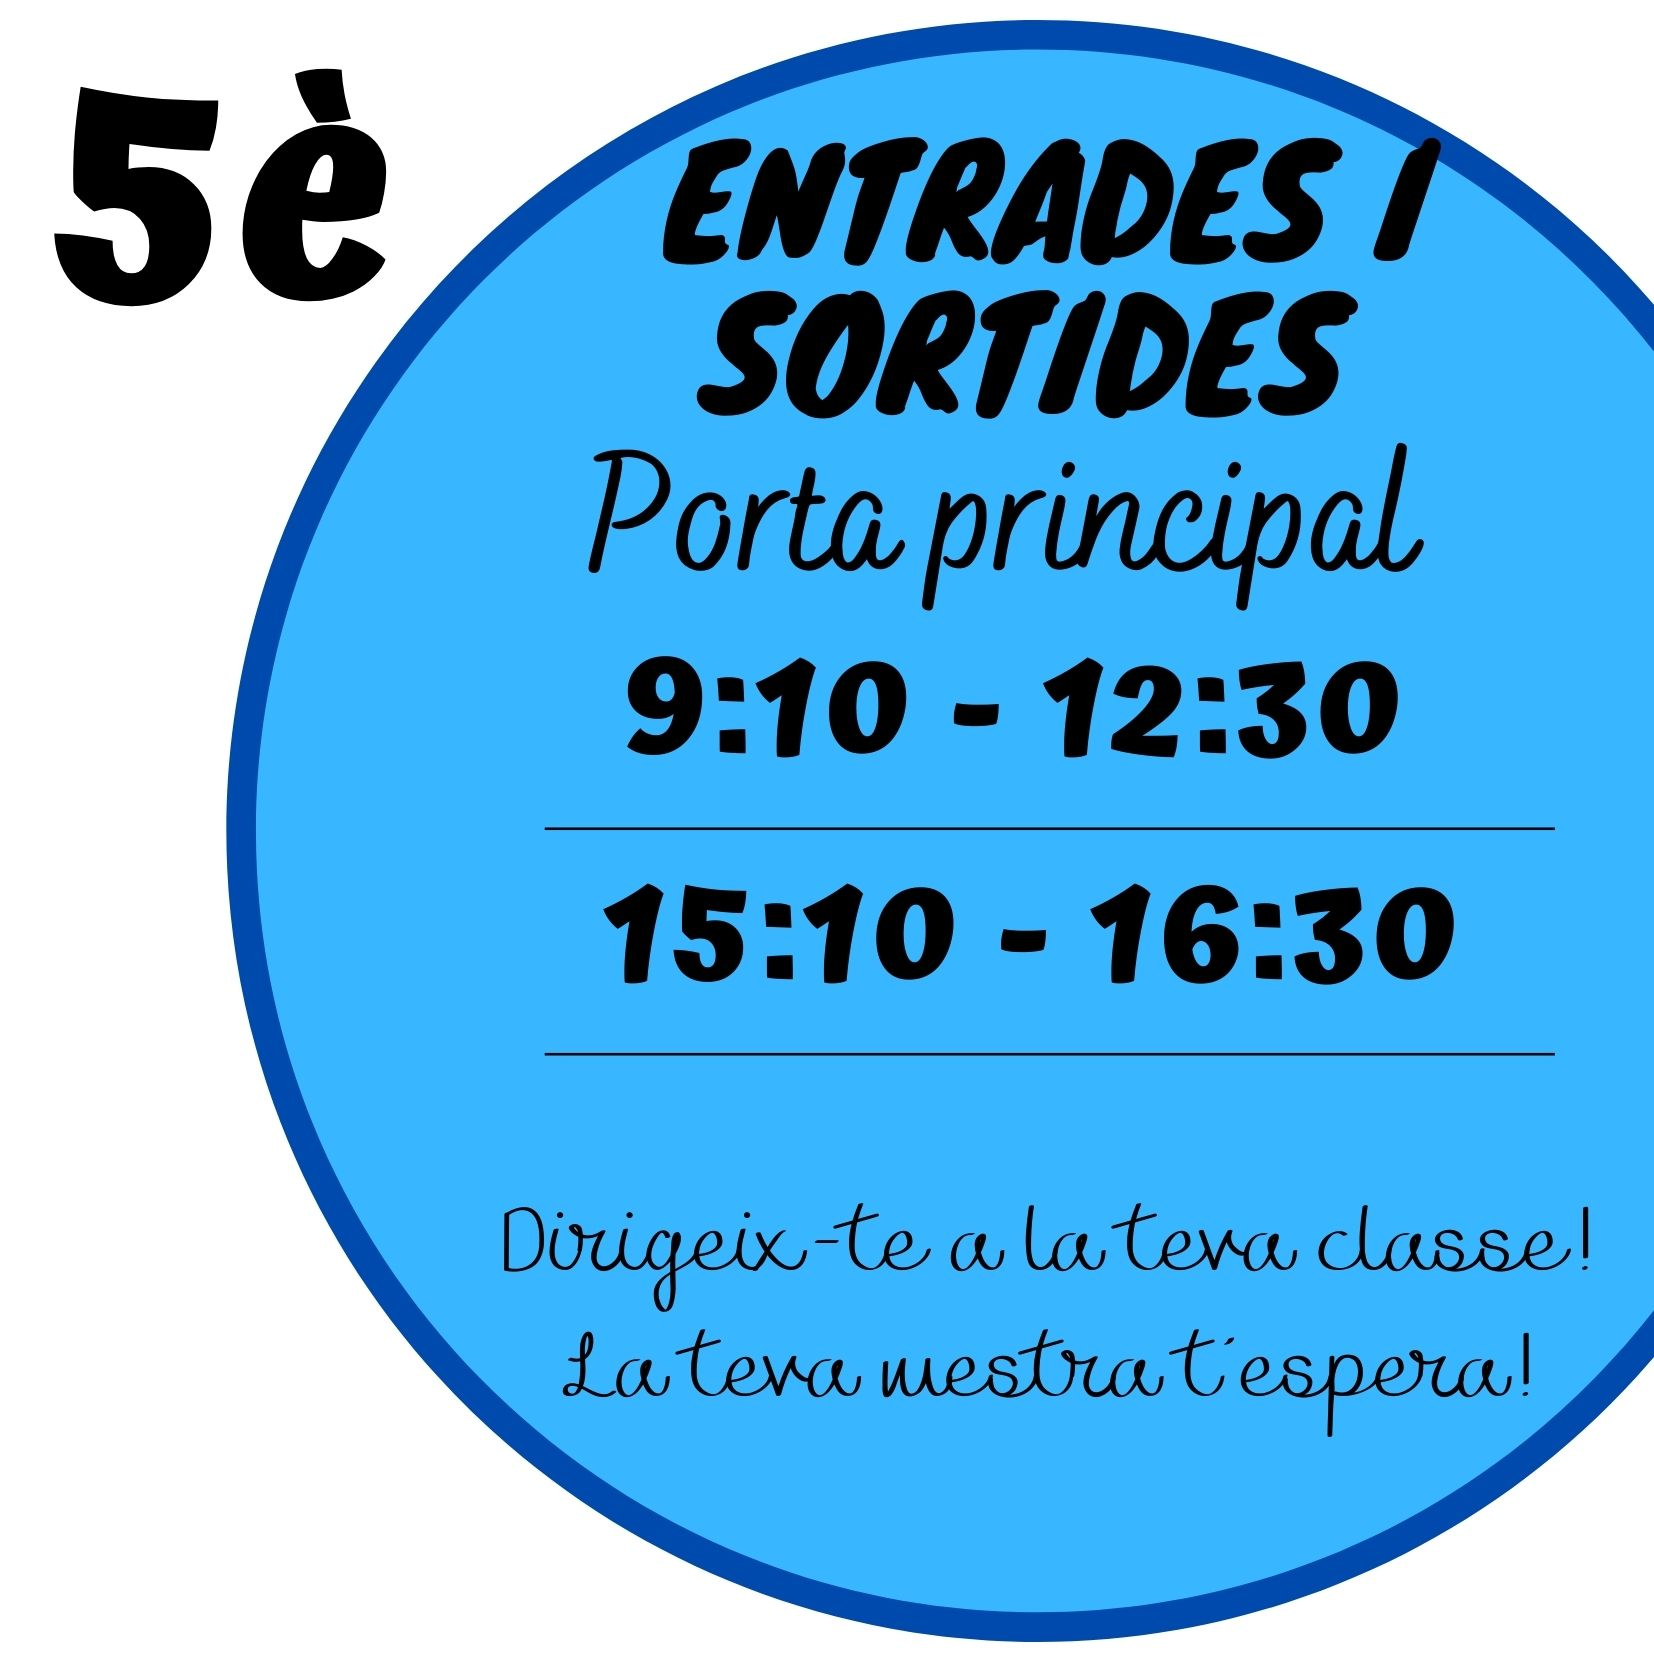 5è
ENTRADES I
SORTIDES
Porta principal
9:10 - 12:30
15:10 - 16:30
Dirigeix-te a la teva classe!
La teva mestra t´espera!